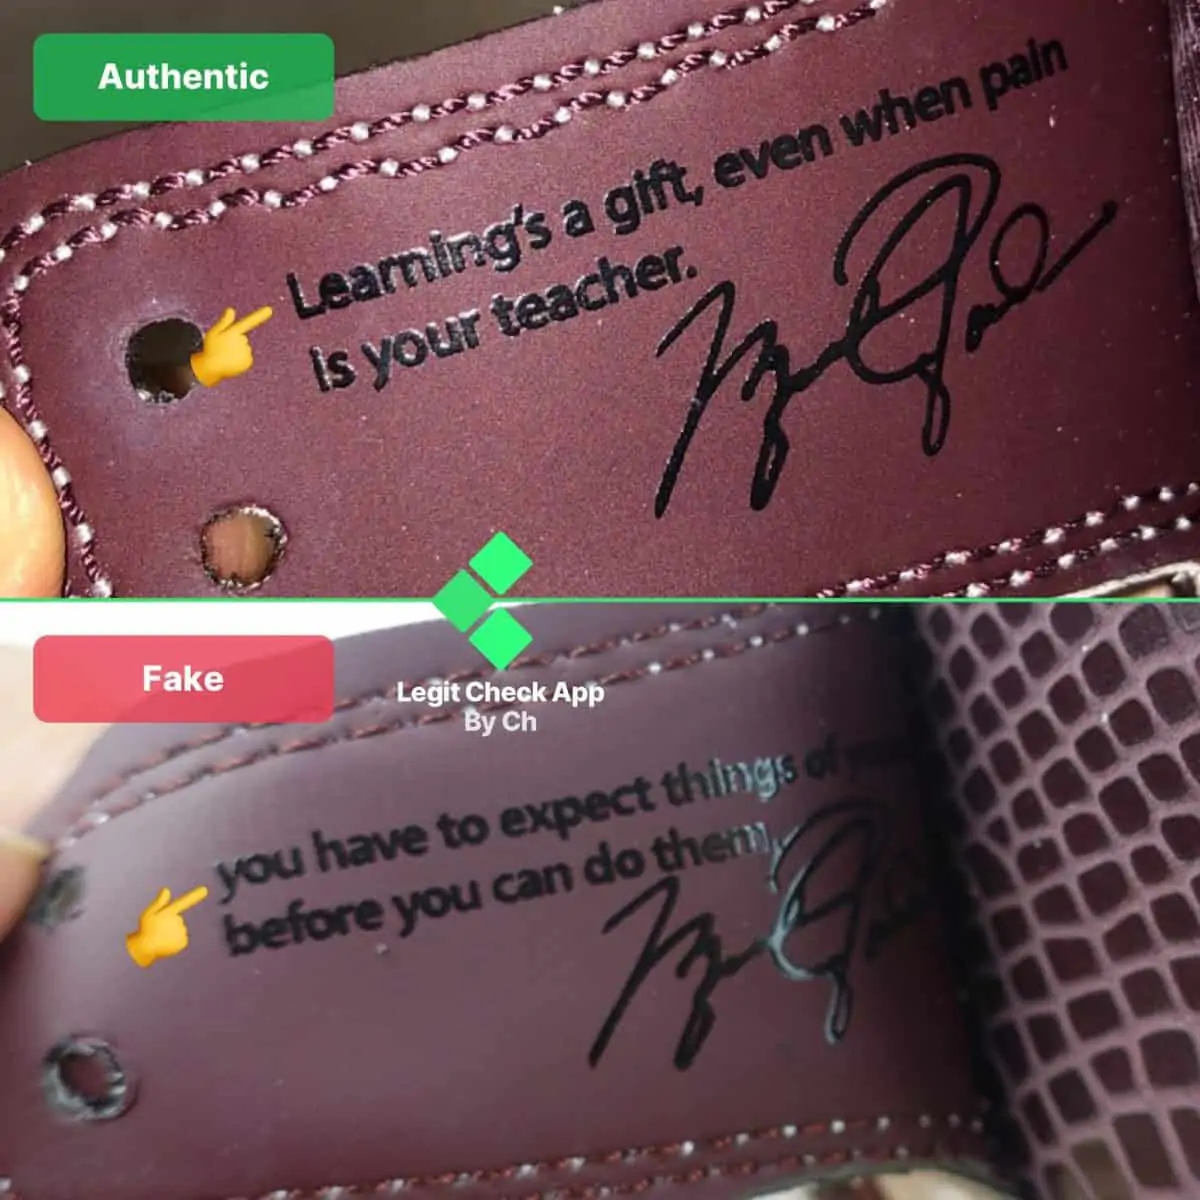 Authentic
Learning's a gift, even when pain
is your teacher.
Fake
Legit Check App
By Ch
you have to expect things of
before you can do them,